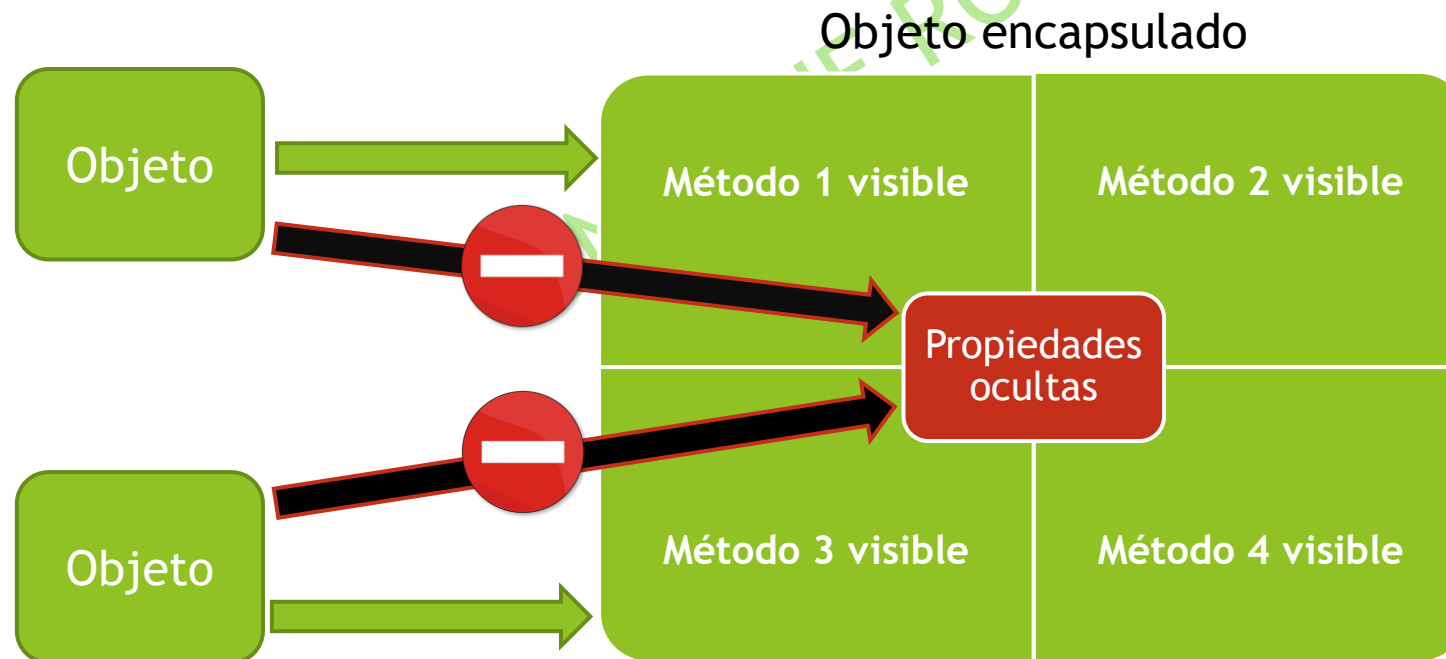 Objeto encapsulado
Objeto
Método 1 visible
Método 2 visible
Propiedades
ocultas
Método 3 visible
Método 4 visible
Objeto